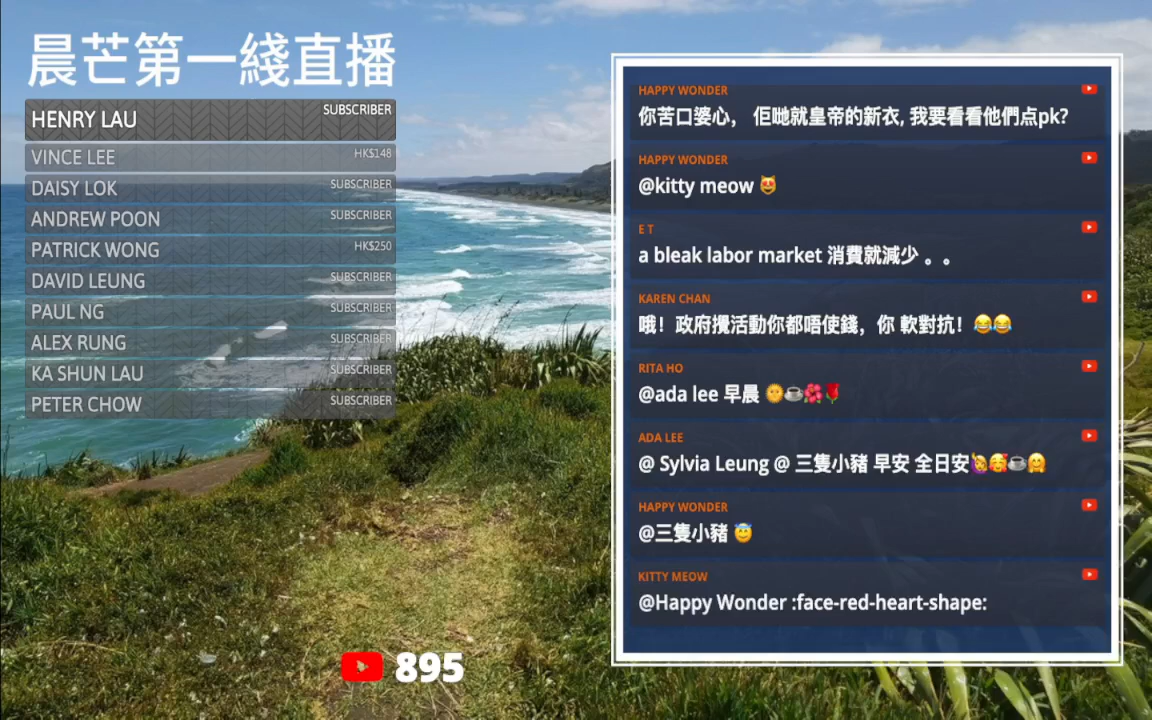 晨芒第一綫直播
HENRY LAU SUBSCRIBER
VINCE LEE HK$148
DAISY LOK SUBSCRIBER
ANDREW POON SUBSCRIBER
PATRICK WONG HK$250
DAVID LEUNG SUBSCRIBER
PAUL NG SUBSCRIBER
ALEX RUNG SUBSCRIBER
KA SHUN LAU SUBSCRIBER
PETER CHOW SUBSCRIBER
HAPPY WONDER
你苦口婆心， 佢哋就皇帝的新衣, 我要看看他們点pk?
HAPPY WONDER
@kitty meow 😻
E T
a bleak labor market 消費就減少 。。
KAREN CHAN
哦！政府攪活動你都唔使錢，你 軟對抗！😂😂
RITA HO
@ada lee 早晨 🌞☕🌺🌹
ADA LEE
@ Sylvia Leung @ 三隻小豬 早安 全日安🙋‍♀️🥰☕🤗
HAPPY WONDER
@三隻小豬 😇
KITTY MEOW
@Happy Wonder :face-red-heart-shape:
895